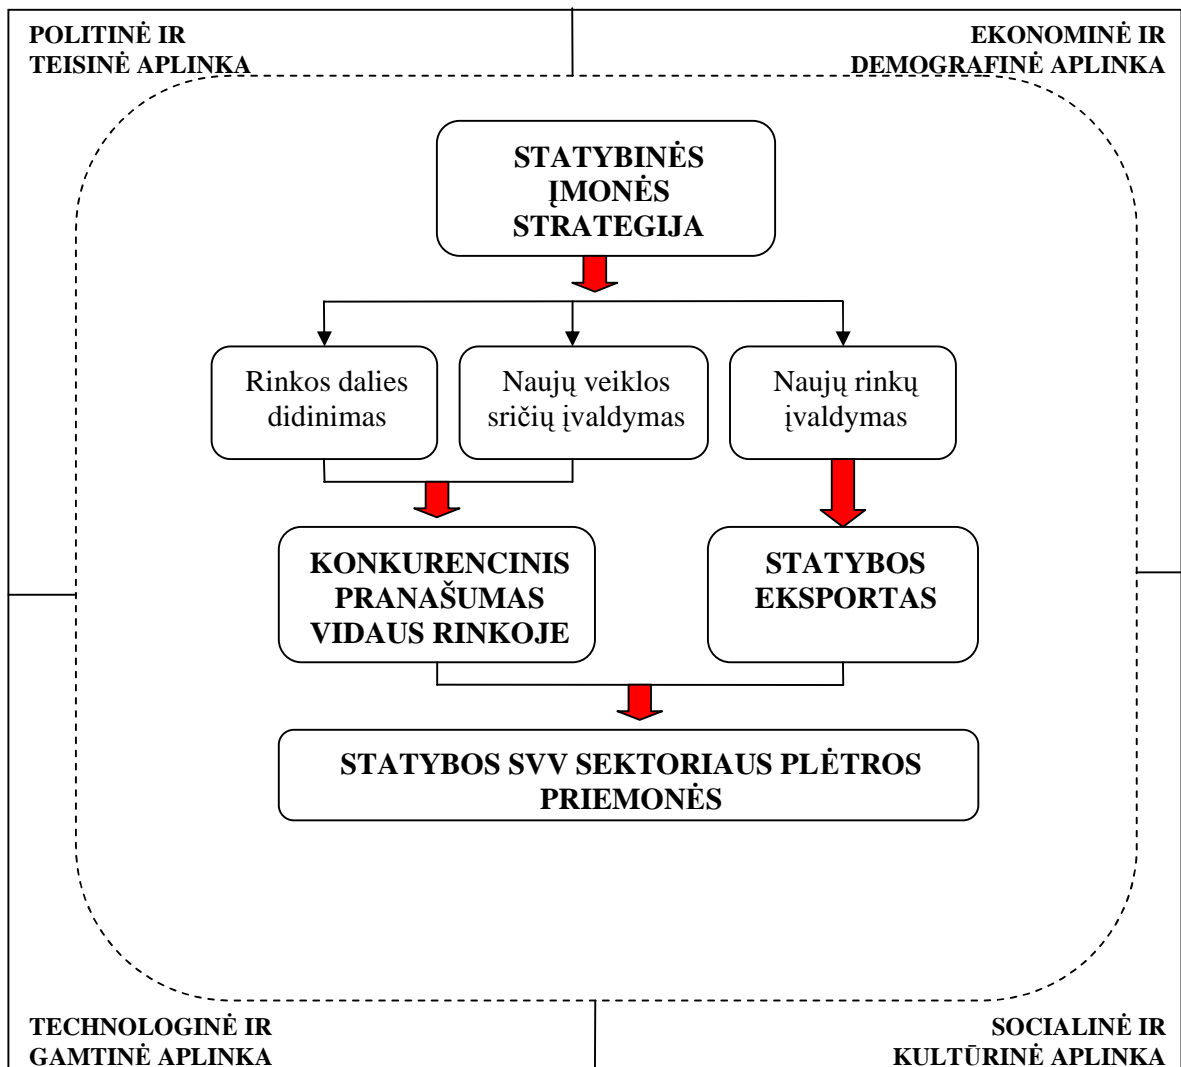 POLITINĖ IR
TEISINĖ APLINKA
EKONOMINĖ IR
DEMOGRAFINĖ APLINKA
STATYBINĖS
ĮMONĖS
STRATEGIJA
Rinkos dalies
didinimas
Naujų veiklos
sričių įvaldymas
Naujų rinkų
įvaldymas
KONKURENCINIS
PRANAŠUMAS
VIDAUS RINKOJE
STATYBOS
EKSPORTAS
STATYBOS SVV SEKTORIAUS PLĖTROS
PRIEMONĖS
TECHNOLOGINĖ IR
GAMTINĖ APLINKA
SOCIALINĖ IR
KULTŪRINĖ APLINKA